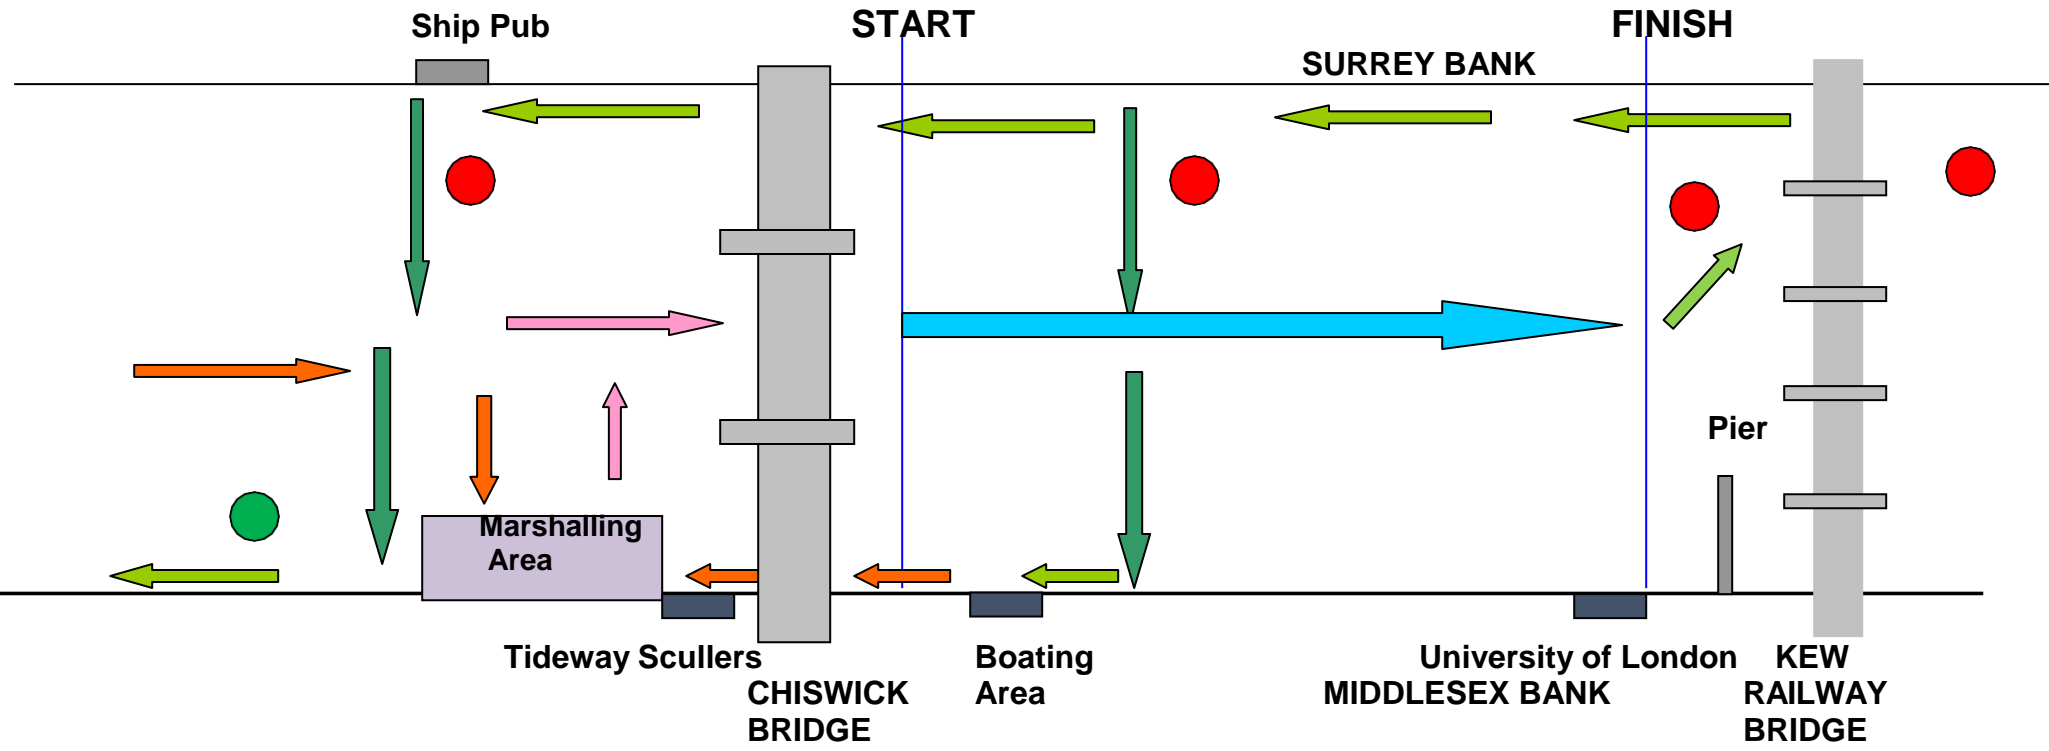 Ship Pub
START
FINISH
SURREY BANK
Pier
Marshalling
Area
Tideway Scullers
CHISWICK
BRIDGE
Boating
Area
University of London
MIDDLESEX BANK
KEW
RAILWAY
BRIDGE